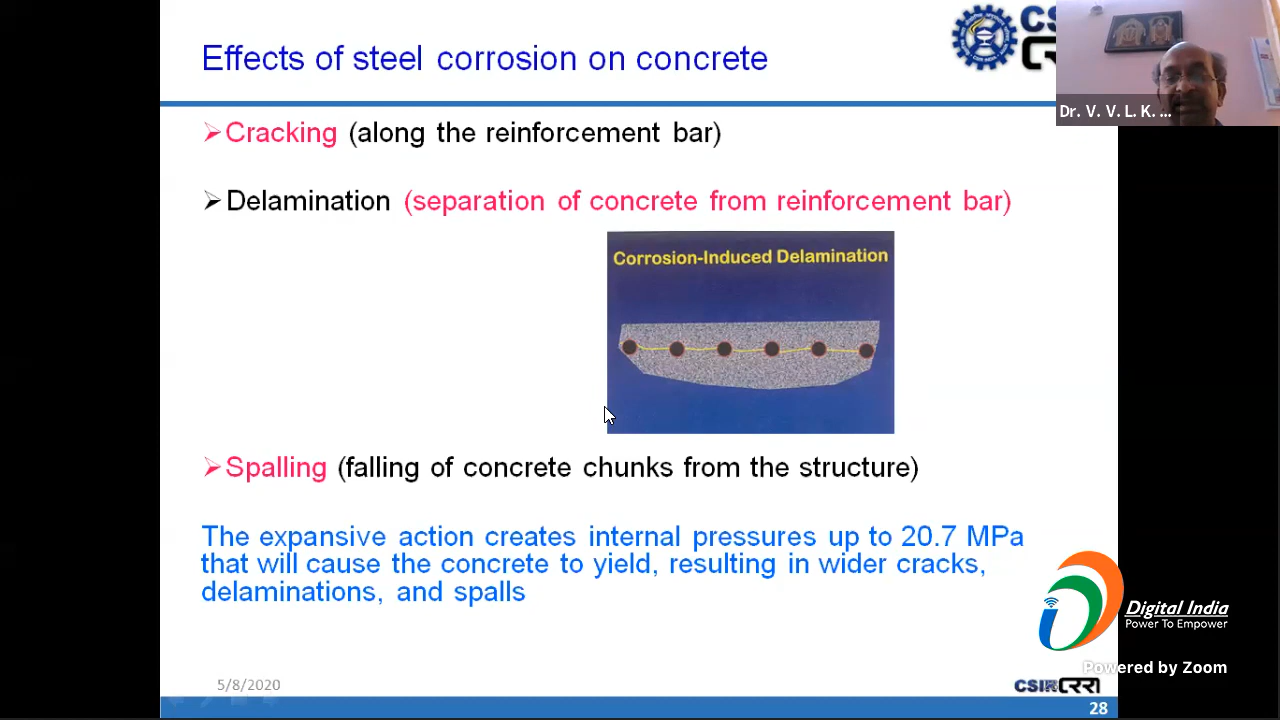 Effects of steel corrosion on concrete
Dr. V. V. L. K. ...
Cracking (along the reinforcement bar)
Delamination (separation of concrete from reinforcement bar)
Corrosion-Induced Delamination
Spalling (falling of concrete chunks from the structure)
The expansive action creates internal pressures up to 20.7 MPa
that will cause the concrete to yield, resulting in wider cracks,
delaminations, and spalls
Digital India
Power To Empower
Powered by Zoom
5/8/2020
CSIR CRRI
28